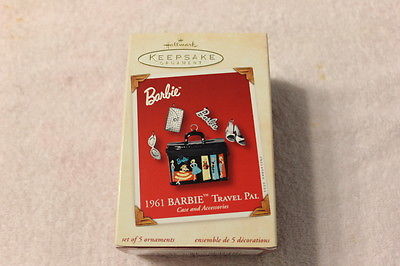 Hallmark
KEEPSAKE
ORNAMENT
Barbie
Barbie
1961 BARBIE™ TRAVEL PAL
Case and Accessories
set of 5 ornaments
ensemble de 5 décorations